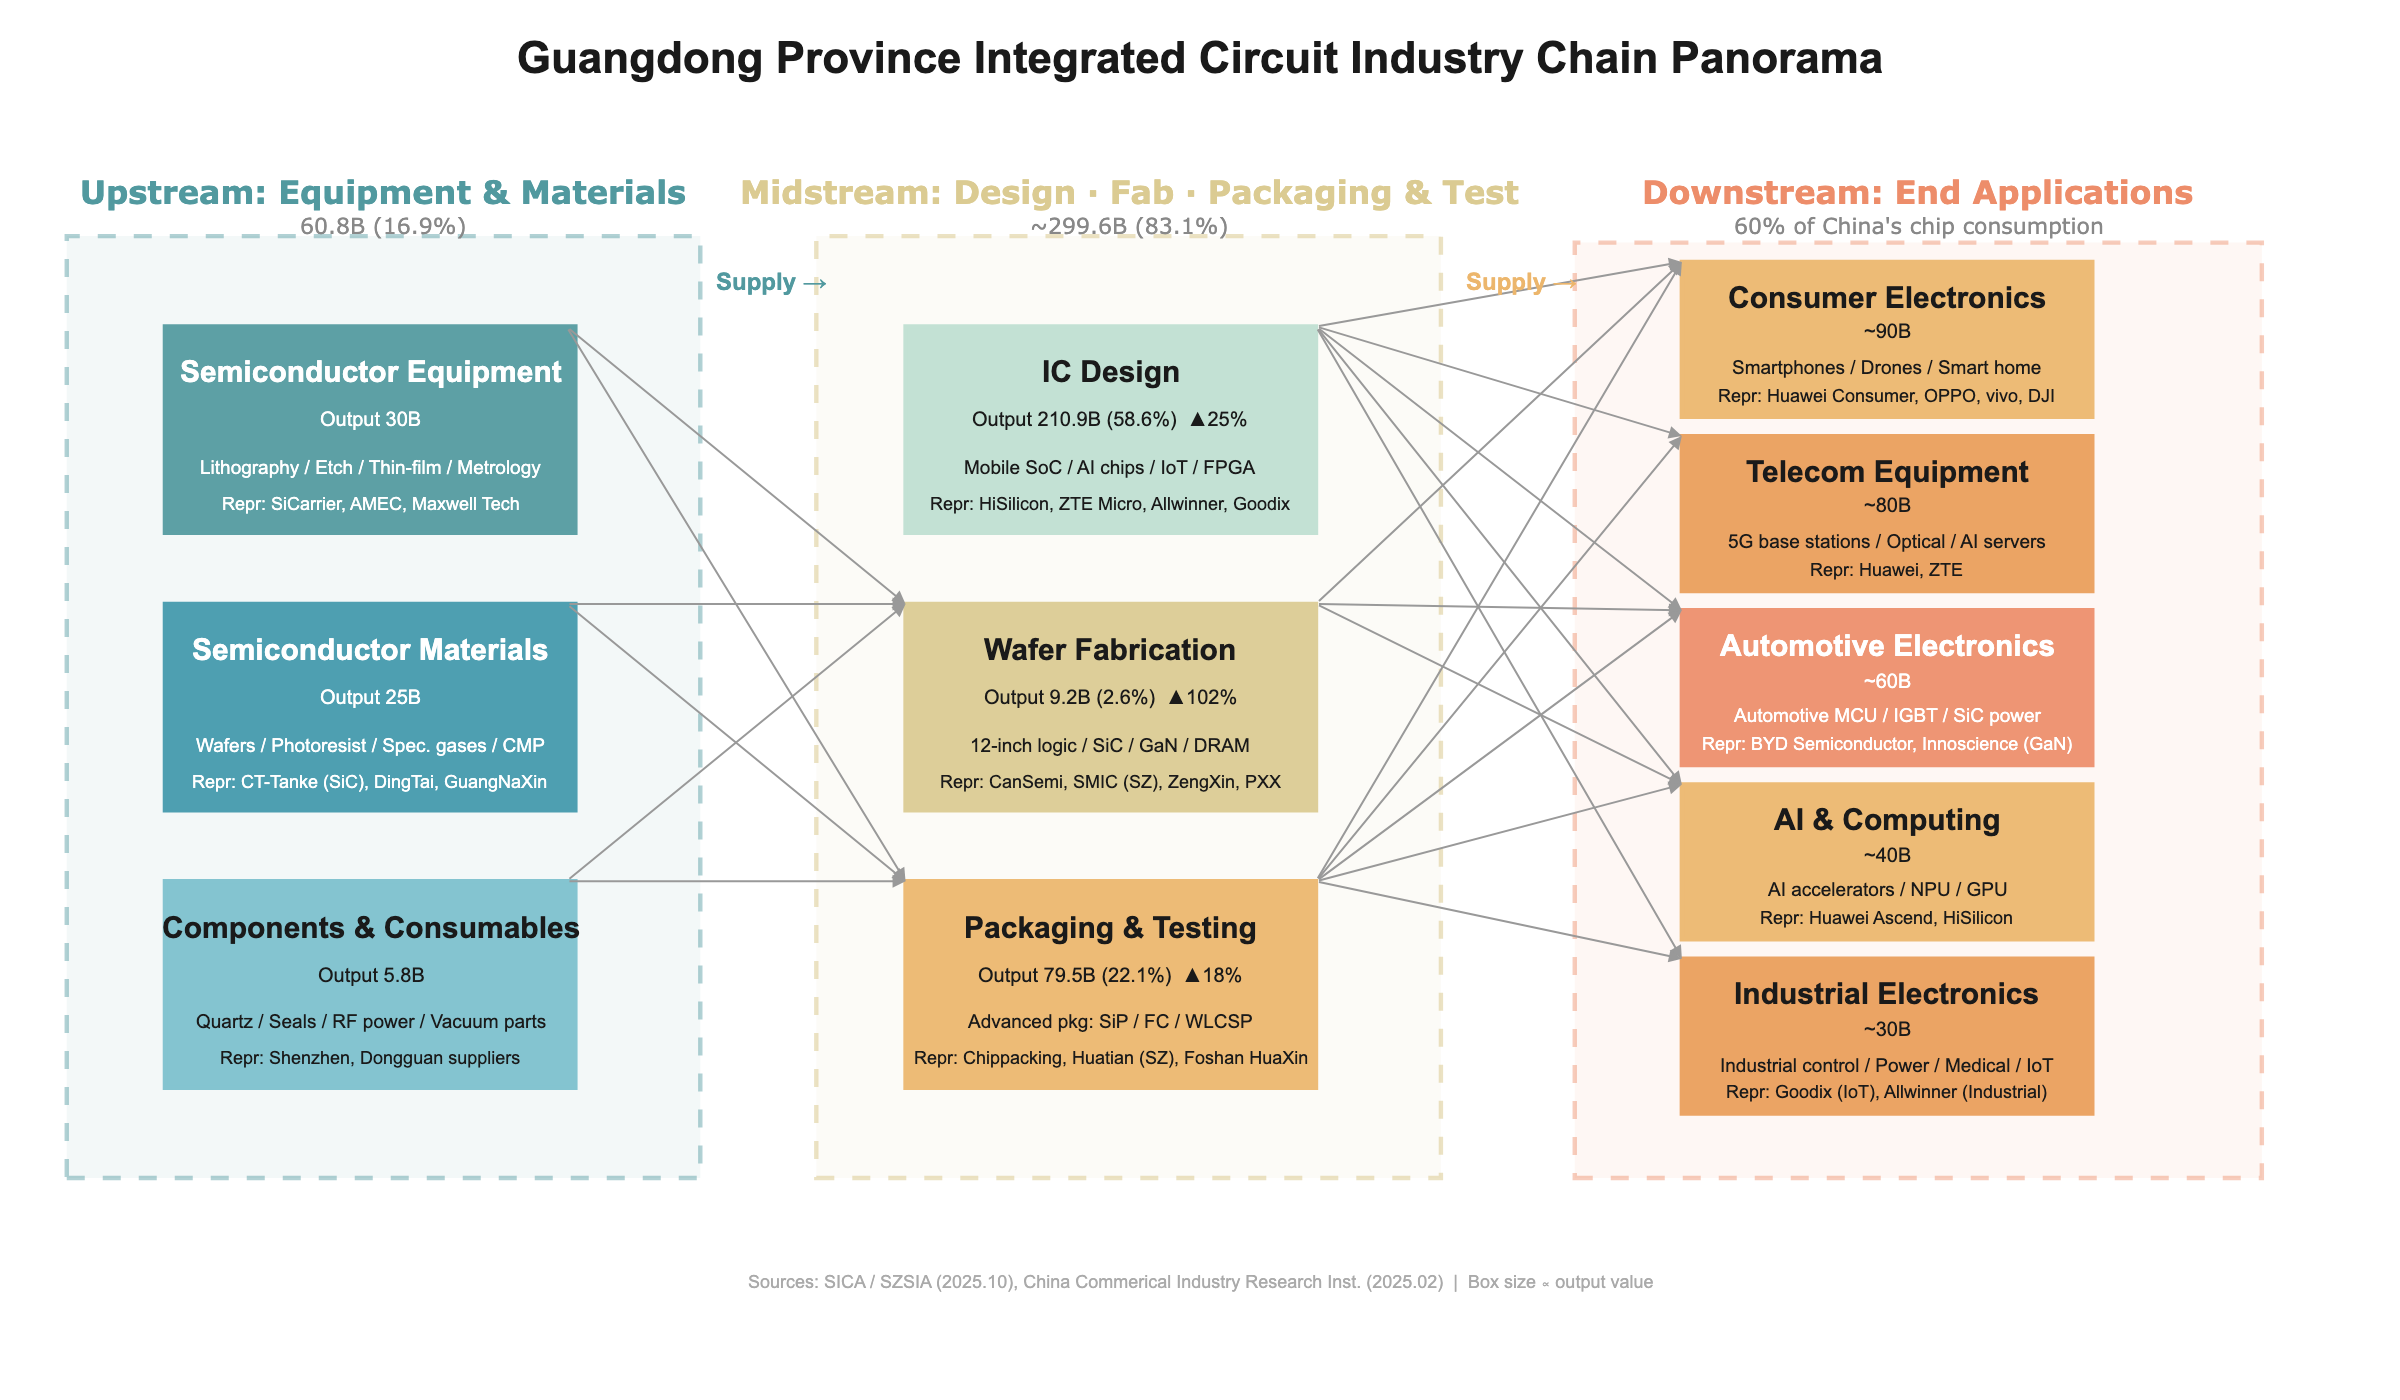 Guangdong Province Integrated Circuit Industry Chain Panorama
Upstream: Equipment & Materials
60.8B (16.9%)
Semiconductor Equipment
Output 30B
Lithography / Etch / Thin-film / Metrology
Repr: SiCarrier, AMEC, Maxwell Tech
Semiconductor Materials
Output 25B
Wafers / Photoresist / Spec. gases / CMP
Repr: CT-Tanke (SiC), DingTai, GuangNaXin
Components & Consumables
Output 5.8B
Quartz / Seals / RF power / Vacuum parts
Repr: Shenzhen, Dongguan suppliers
Supply →
Midstream: Design · Fab · Packaging & Test
~299.6B (83.1%)
IC Design
Output 210.9B (58.6%) ▲25%
Mobile SoC / AI chips / IoT / FPGA
Repr: HiSilicon, ZTE Micro, Allwinner, Goodix
Wafer Fabrication
Output 9.2B (2.6%) ▲102%
12-inch logic / SiC / GaN / DRAM
Repr: CanSemi, SMIC (SZ), ZengXin, PXX
Packaging & Testing
Output 79.5B (22.1%) ▲18%
Advanced pkg: SiP / FC / WLCSP
Repr: Chippacking, Huatian (SZ), Foshan HuaXin
Supply →
Downstream: End Applications
60% of China's chip consumption
Consumer Electronics
~90B
Smartphones / Drones / Smart home
Repr: Huawei Consumer, OPPO, vivo, DJI
Telecom Equipment
~80B
5G base stations / Optical / AI servers
Repr: Huawei, ZTE
Automotive Electronics
~60B
Automotive MCU / IGBT / SiC power
Repr: BYD Semiconductor, Innoscience (GaN)
AI & Computing
~40B
AI accelerators / NPU / GPU
Repr: Huawei Ascend, HiSilicon
Industrial Electronics
~30B
Industrial control / Power / Medical / IoT
Repr: Goodix (IoT), Allwinner (Industrial)
Sources: SICA / SZSIA (2025.10), China Commerical Industry Research Inst. (2025.02) | Box size ∝ output value